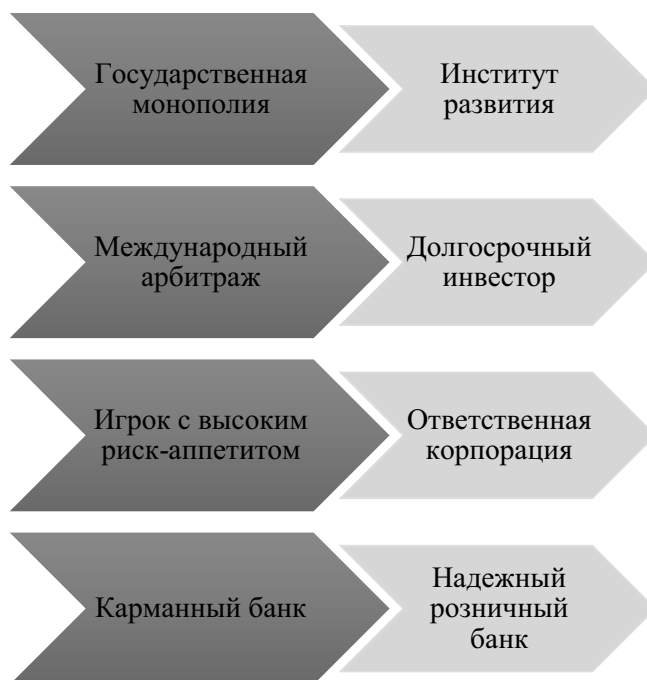 Государственная
монополия
Институт
развития
Международный
арбитраж
Долгосрочный
инвестор
Игрок с высоким
риск-аппетитом
Ответственная
корпорация
Карманный банк
Надежный
розничный
банк